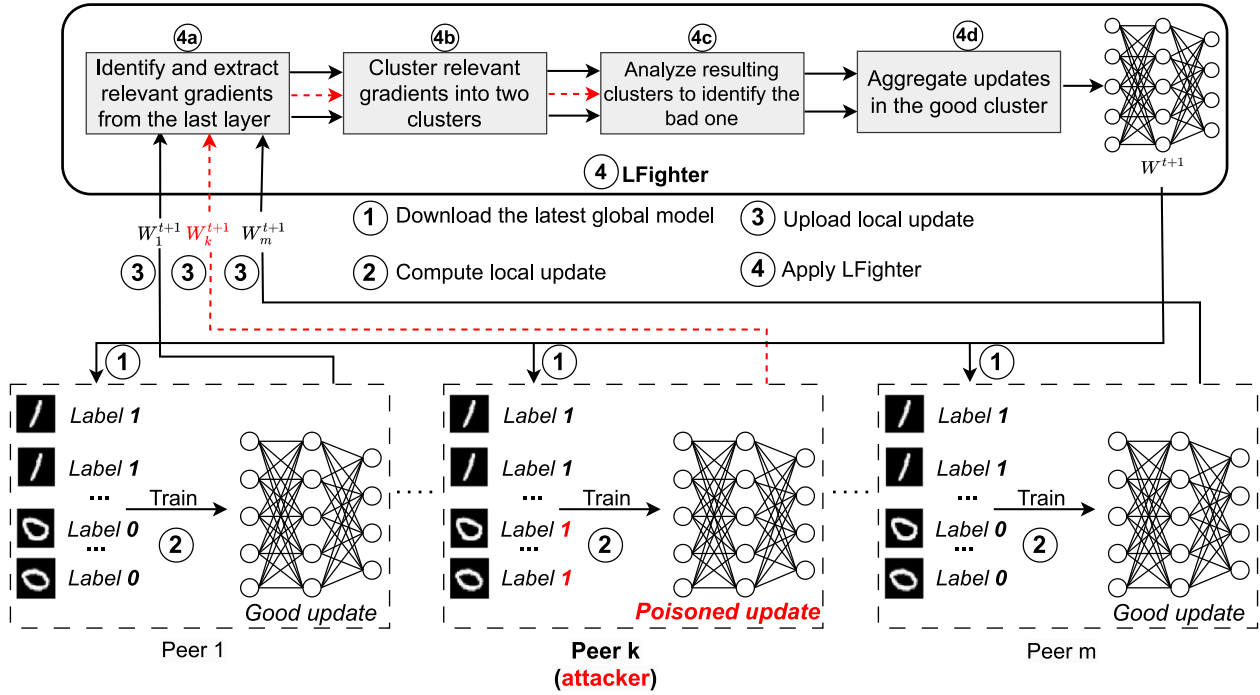 4a
4b
4c
4d
Identify and extract
relevant gradients
from the last layer
Cluster relevant
gradients into two
clusters
Analyze resulting
clusters to identify the
bad one
Aggregate updates
in the good cluster
W^{t+1}
4 LFighter
1 Download the latest global model
3 Upload local update
2 Compute local update
4 Apply LFighter
W_1^{t+1} W_k^{t+1} W_m^{t+1}
3 3 3
1 1 1
Label 1
Label 1
...
Label 0
...
Label 0
Train
2
Good update
Peer 1
.....
Label 1
Label 1
...
Label 1
...
Label 1
Train
2
Poisoned update
Peer k
(attacker)
.....
Label 1
Label 1
...
Label 0
...
Label 0
Train
2
Good update
Peer m